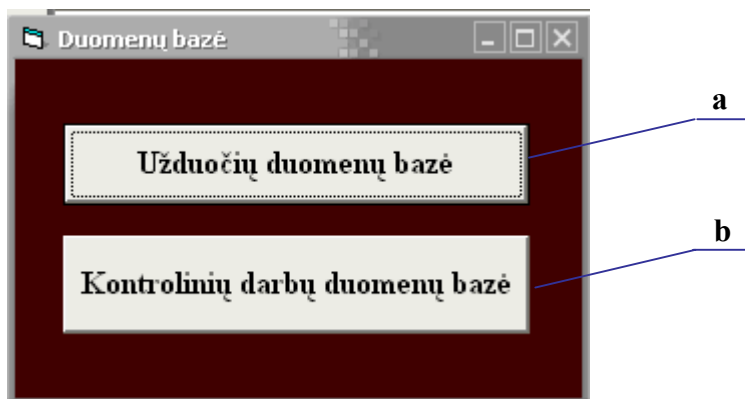 Duomenų bazė
a
Užduočių duomenų bazė
b
Kontrolinių darbų duomenų bazė